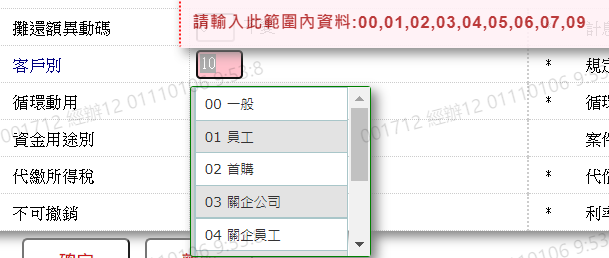 請輸入此範圍內資料:00,01,02,03,04,05,06,07,09
攤還額異動碼
客戶別 10 * 規定
00 一般
循環動用 * 循環
01 員工
資金用途別 案件
02 首購
代繳所得稅 * 代償
03 關企公司
不可撤銷 * 利率
04 關企員工
001712 經辦12 01110106 9:53:8